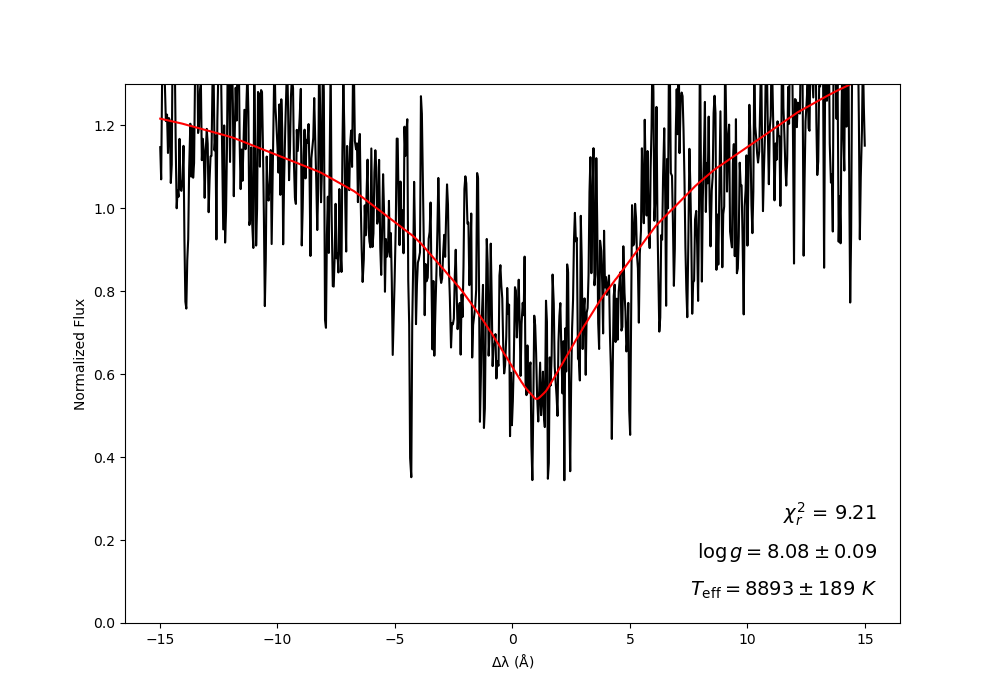 1.2
1.0
0.8
0.6
0.4
0.2
0.0
Normalized Flux
χ²ᵣ = 9.21
log g = 8.08 ± 0.09
T_eff = 8893 ± 189 K
−15
−10
−5
0
5
10
15
Δλ (Å)